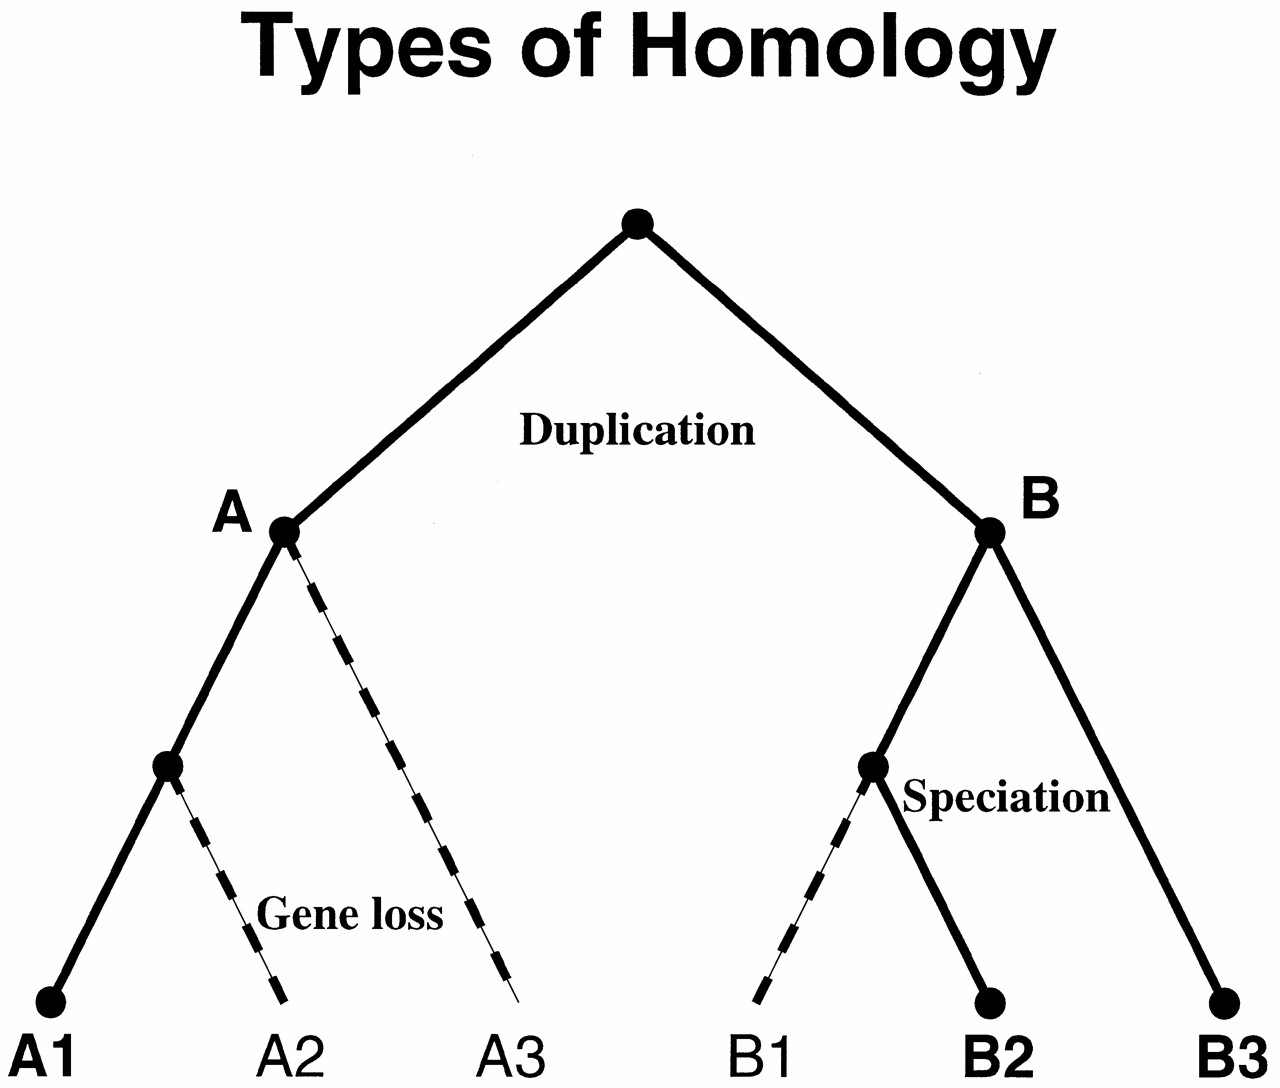 Types of Homology
Duplication
A
B
Speciation
Gene loss
A1 A2 A3 B1 B2 B3